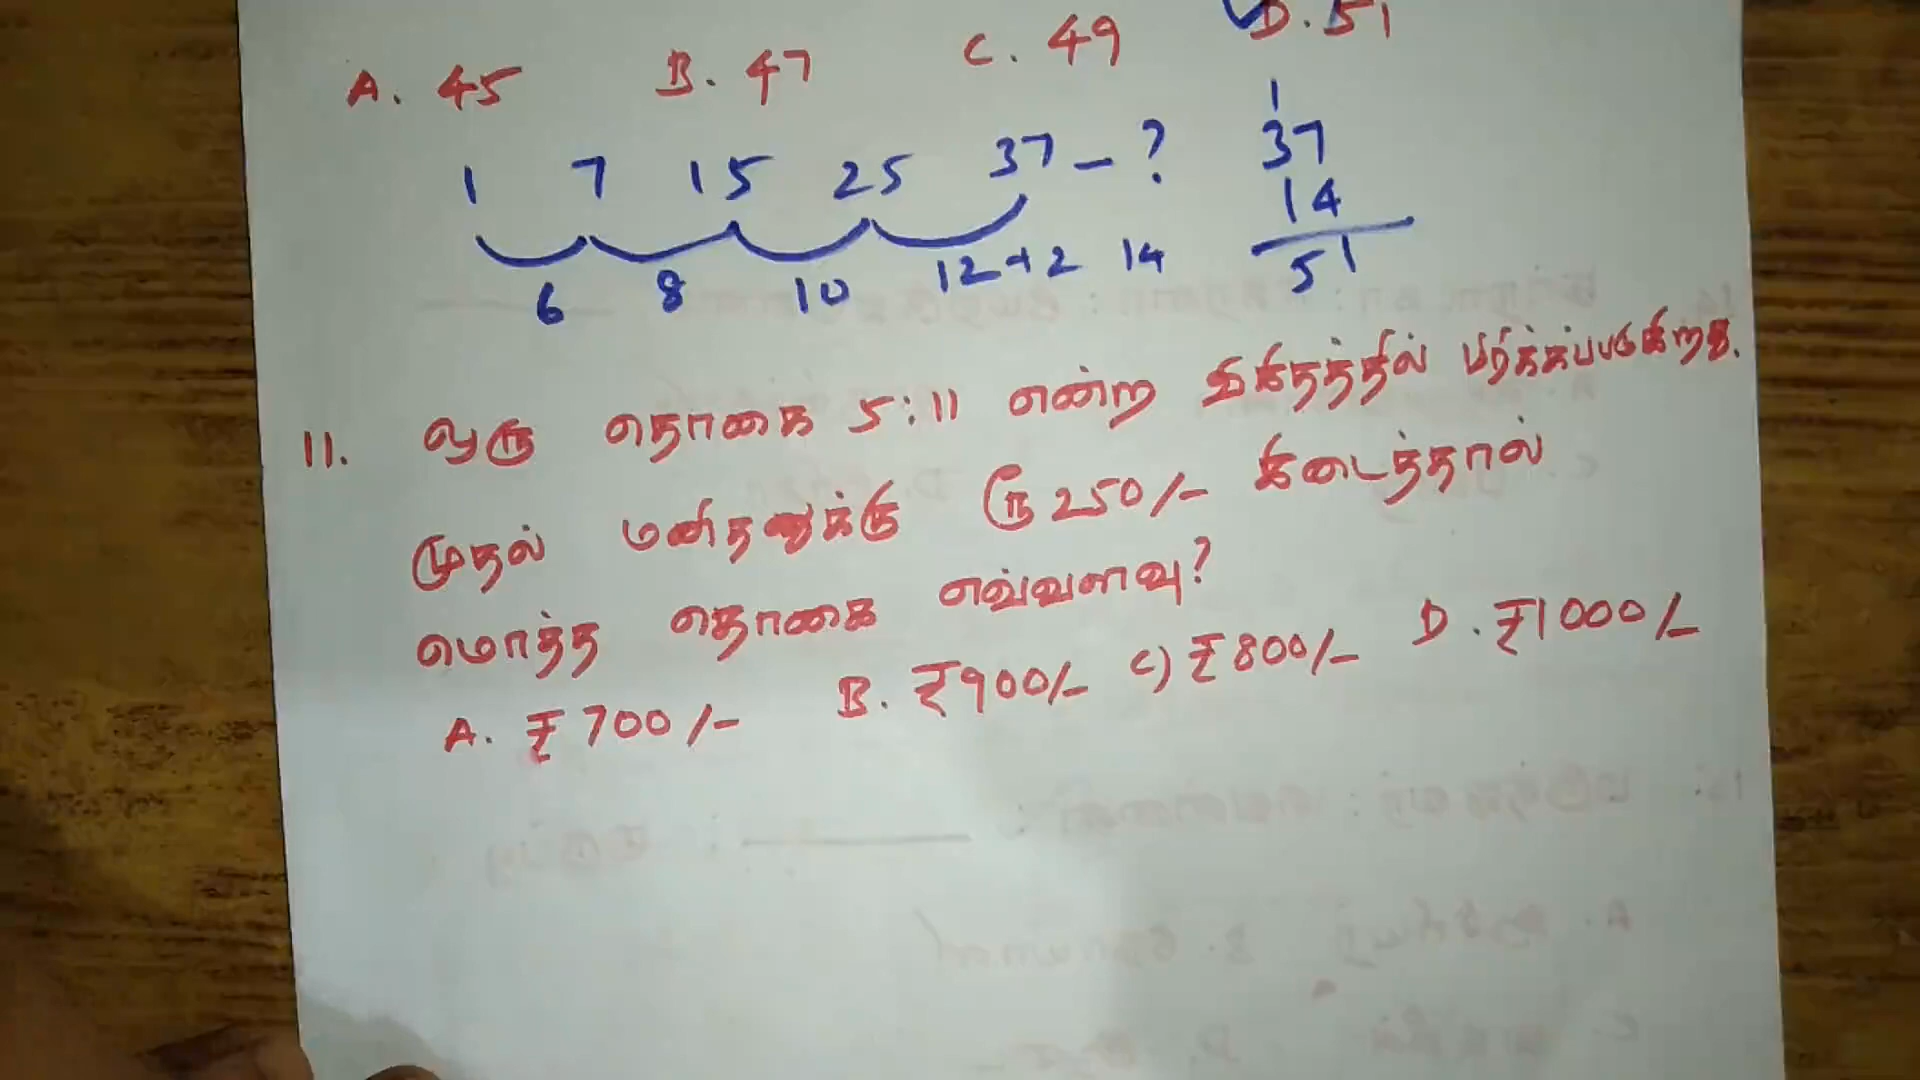 A. 45 B. 47 C. 49 D. 51
1 7 15 25 37 - ? 37
14
6 8 10 12+2 14 51
11. ஒரு தொகை 5:11 என்ற விகிதத்தில் பிரிக்கப்படுகிறது.
முதல் மனிதனுக்கு ரூ 250/- கிடைத்தால்
மொத்த தொகை எவ்வளவு?
A. ₹ 700/- B. ₹900/- C) ₹ 800/- D. ₹1000/-